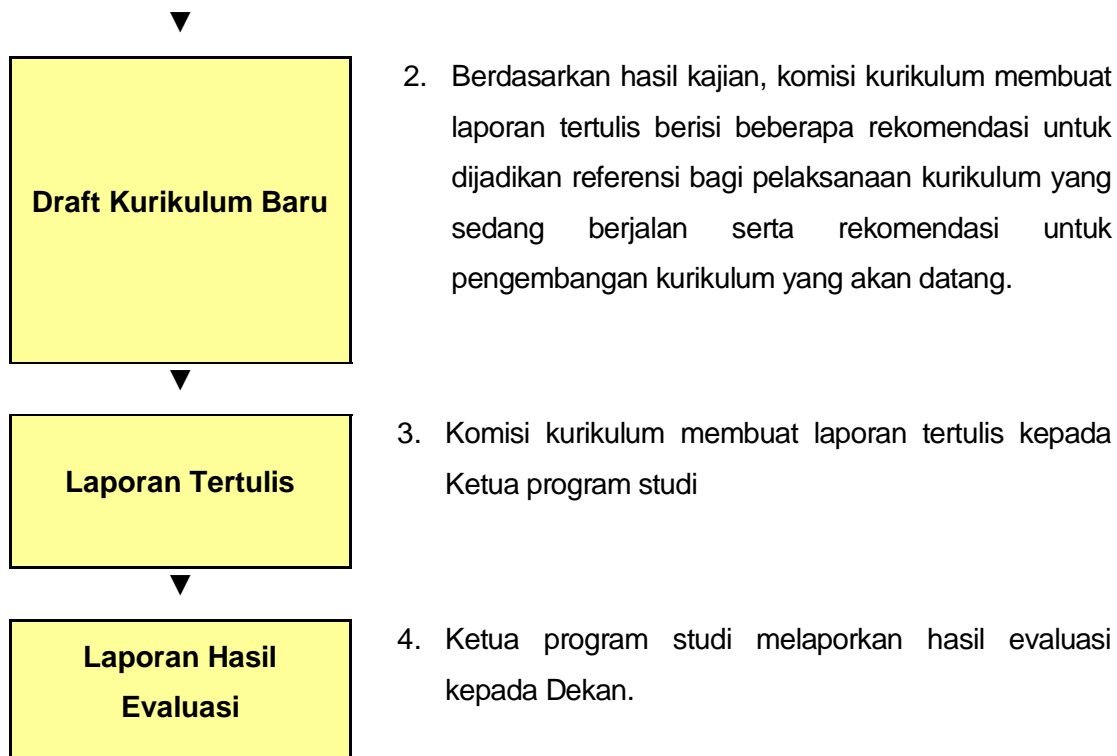 ▼
Draft Kurikulum Baru
2. Berdasarkan hasil kajian, komisi kurikulum membuat
laporan tertulis berisi beberapa rekomendasi untuk
dijadikan referensi bagi pelaksanaan kurikulum yang
sedang berjalan serta rekomendasi untuk
pengembangan kurikulum yang akan datang.
▼
Laporan Tertulis
3. Komisi kurikulum membuat laporan tertulis kepada
Ketua program studi
▼
Laporan Hasil
Evaluasi
4. Ketua program studi melaporkan hasil evaluasi
kepada Dekan.